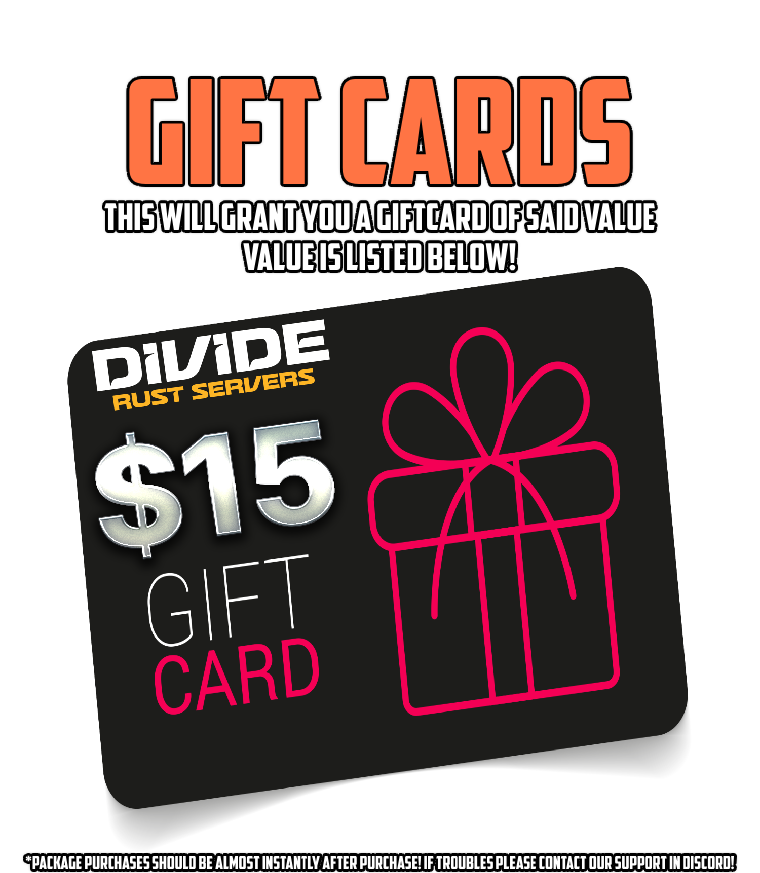 GIFT CARDS
THIS WILL GRANT YOU A GIFTCARD OF SAID VALUE
VALUE IS LISTED BELOW!
DIVIDE
RUST SERVERS
$15
GIFT
CARD
*PACKAGE PURCHASES SHOULD BE ALMOST INSTANTLY AFTER PURCHASE! IF TROUBLES PLEASE CONTACT OUR SUPPORT IN DISCORD!